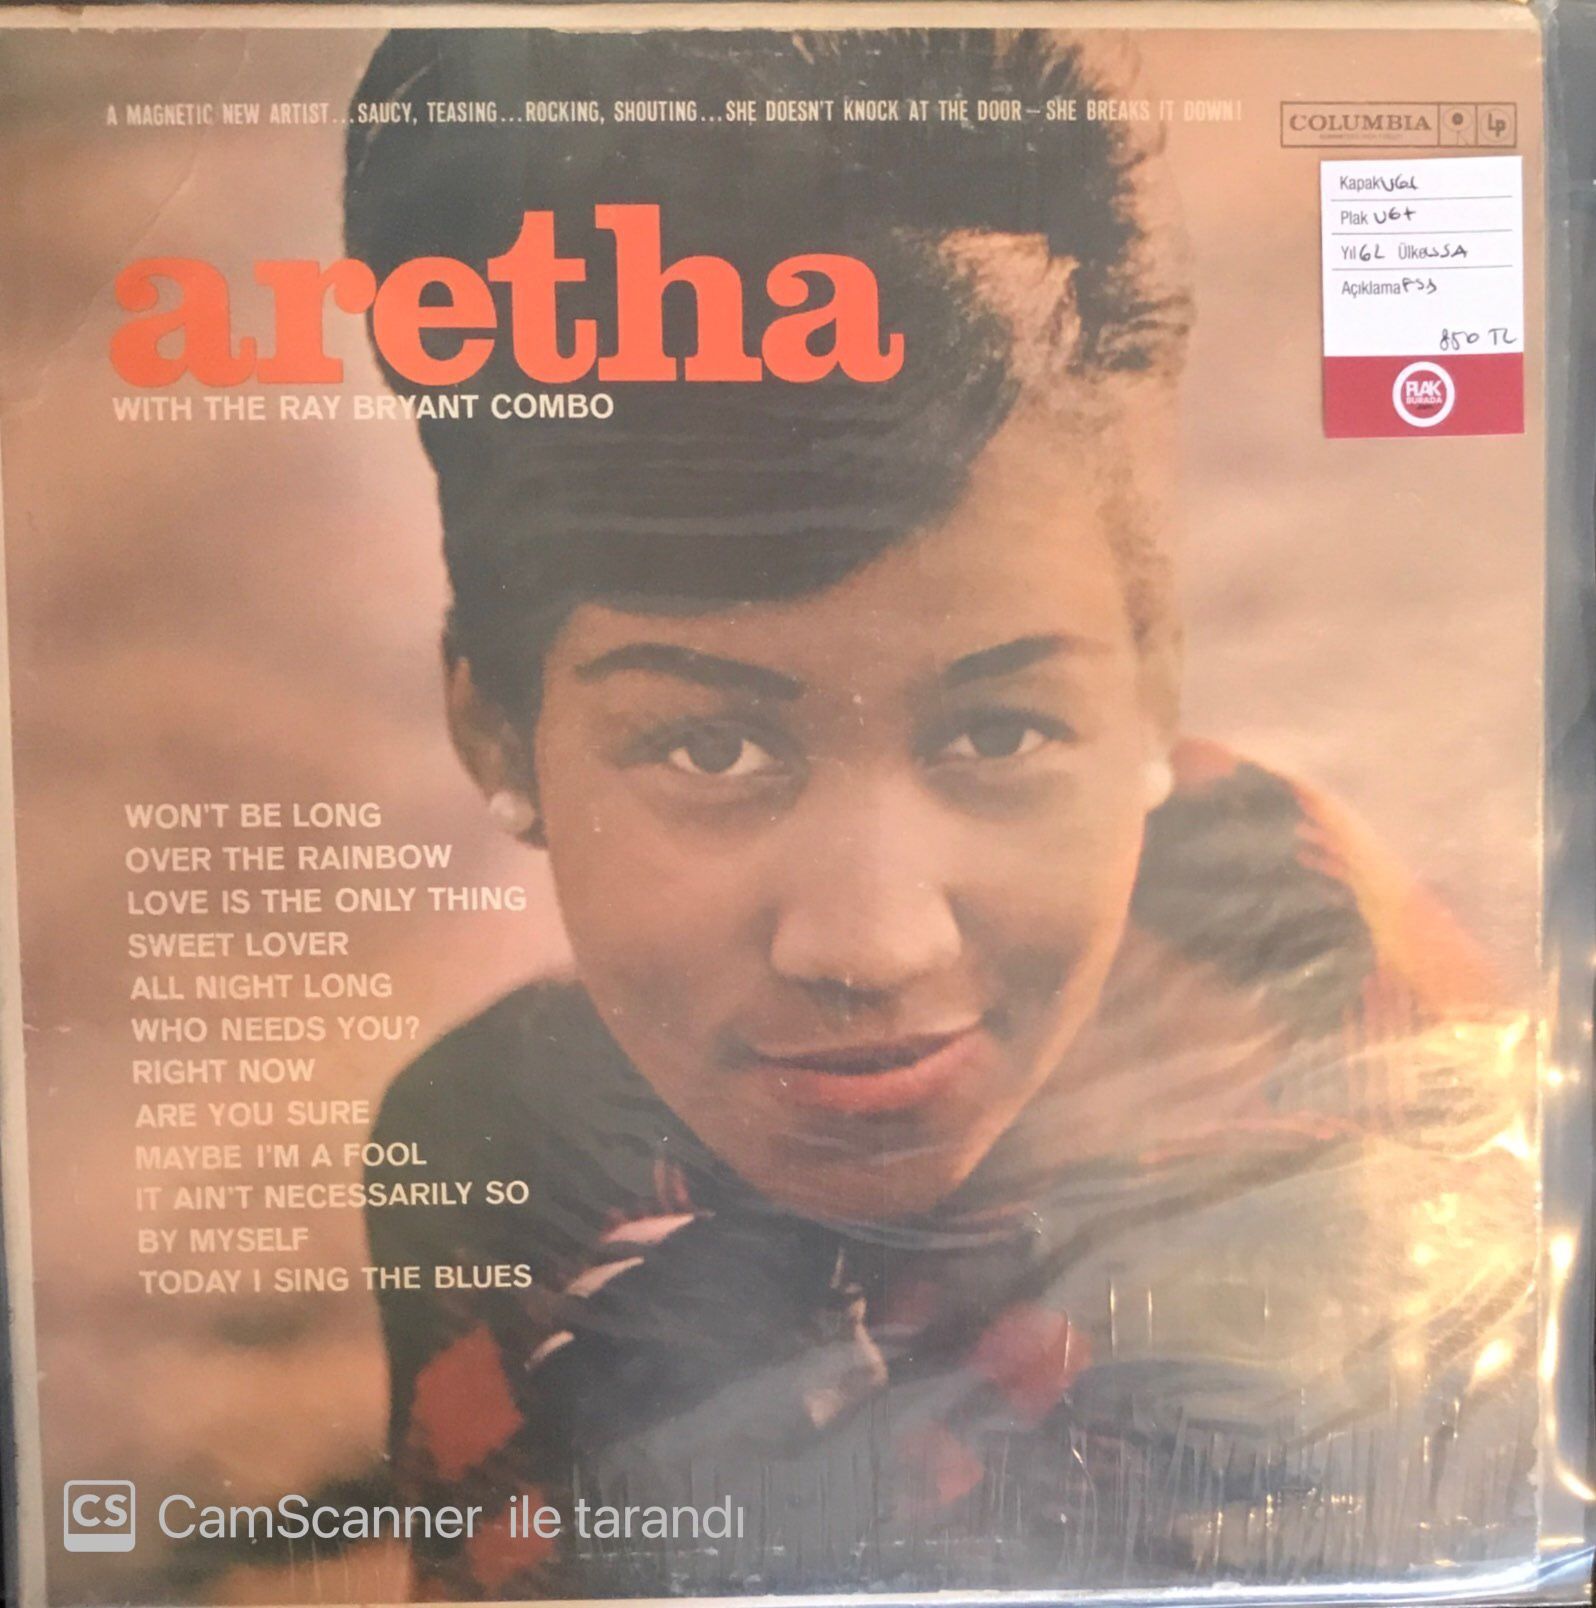 A MAGNETIC NEW ARTIST...SAUCY, TEASING...ROCKING, SHOUTING...SHE DOESN'T KNOCK AT THE DOOR—SHE BREAKS IT DOWN!
COLUMBIA Lp
aretha
WITH THE RAY BRYANT COMBO
Kapak
Plak VG+
Yıl 62 Ülke USA
Açıklama
850 TL
PLAK
BURADA
WON'T BE LONG
OVER THE RAINBOW
LOVE IS THE ONLY THING
SWEET LOVER
ALL NIGHT LONG
WHO NEEDS YOU?
RIGHT NOW
ARE YOU SURE
MAYBE I'M A FOOL
IT AIN'T NECESSARILY SO
BY MYSELF
TODAY I SING THE BLUES
CS CamScanner ile tarandı